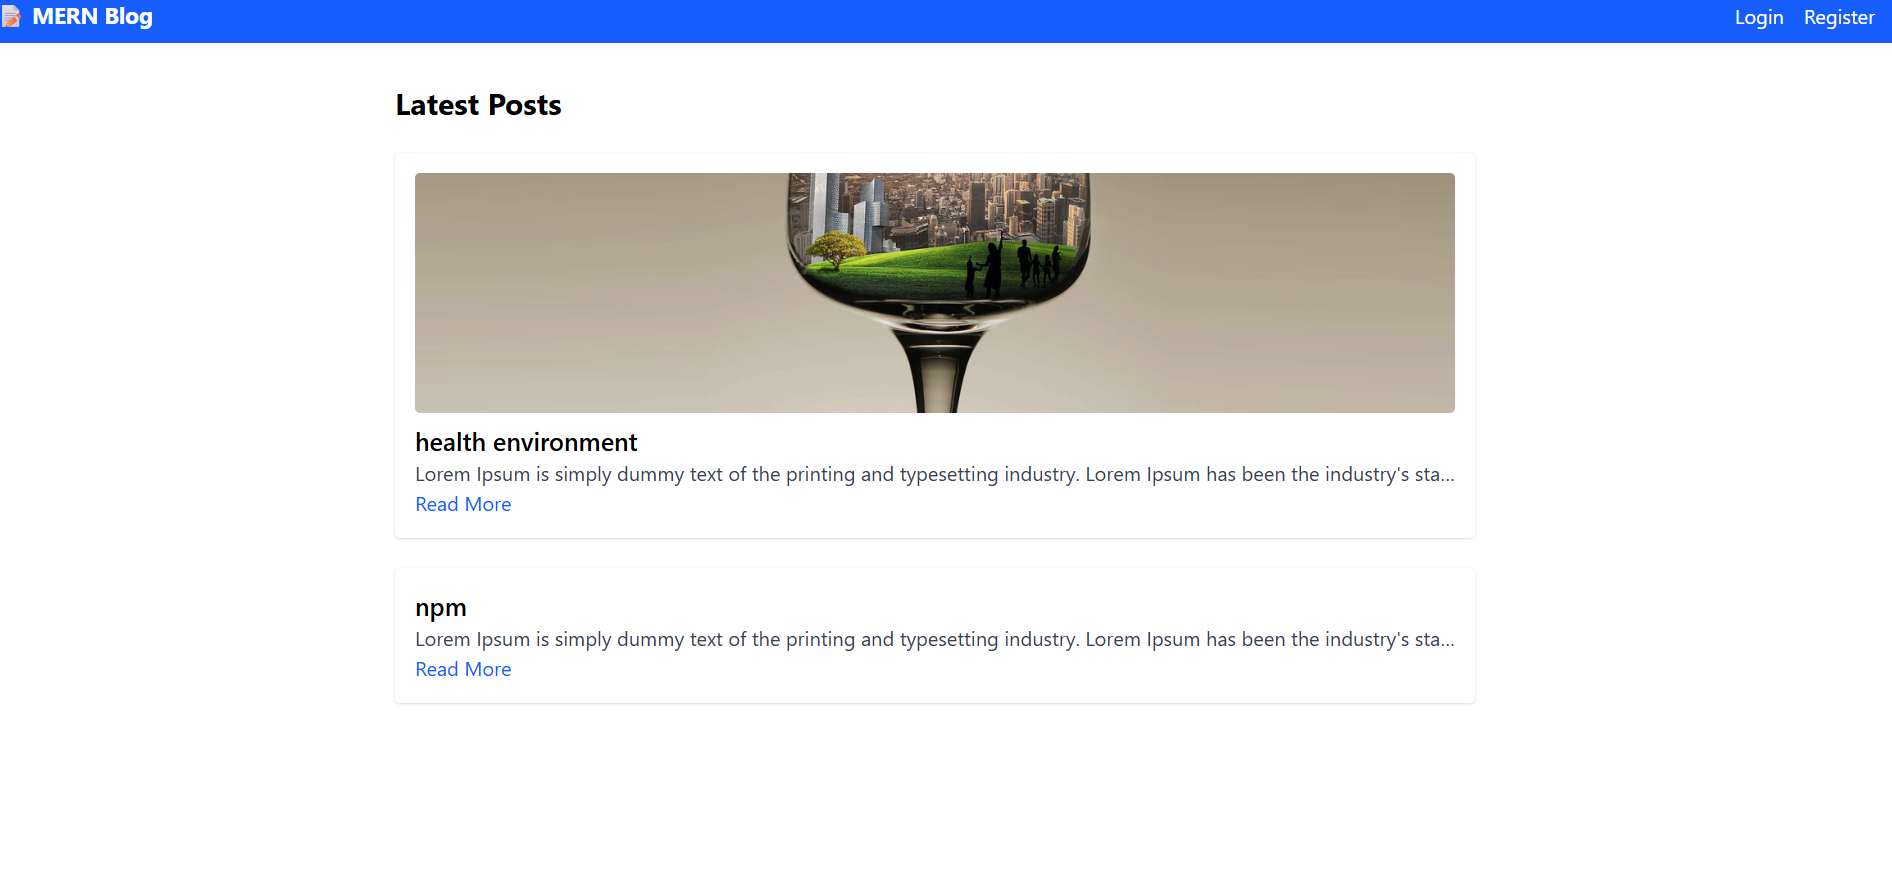 MERN Blog
Login Register
Latest Posts
health environment
Lorem Ipsum is simply dummy text of the printing and typesetting industry. Lorem Ipsum has been the industry's sta...
Read More
npm
Lorem Ipsum is simply dummy text of the printing and typesetting industry. Lorem Ipsum has been the industry's sta...
Read More